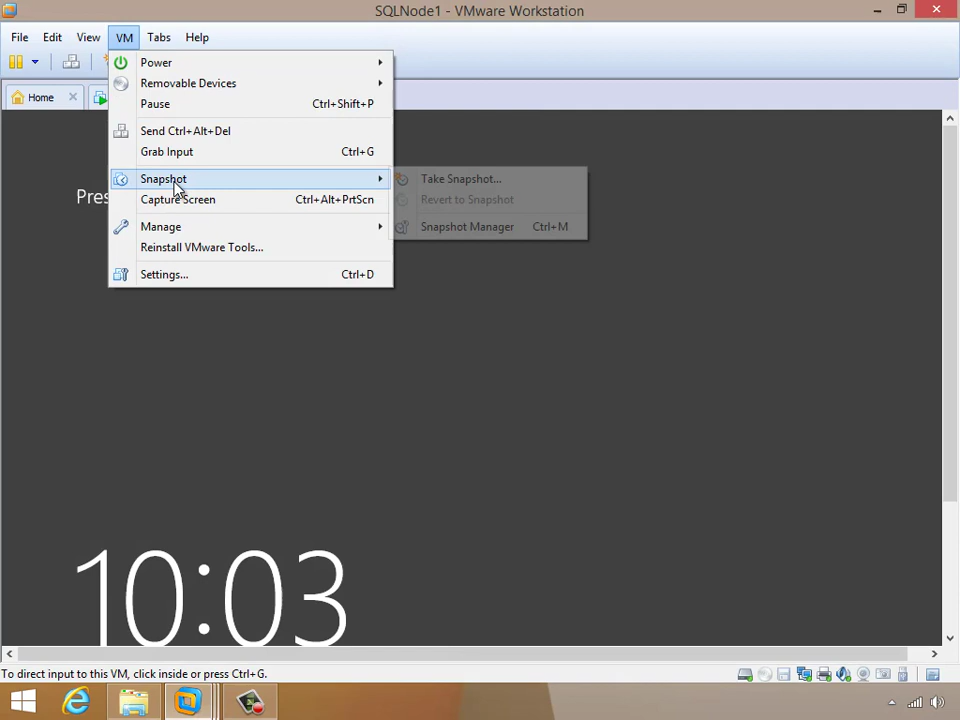 SQLNode1 - VMware Workstation
File Edit View VM Tabs Help
Home
Power
Removable Devices
Pause Ctrl+Shift+P
Send Ctrl+Alt+Del
Grab Input Ctrl+G
Snapshot
Take Snapshot...
Capture Screen Ctrl+Alt+PrtScn
Revert to Snapshot
Manage
Snapshot Manager Ctrl+M
Reinstall VMware Tools...
Settings... Ctrl+D
Pres
10:03
To direct input to this VM, click inside or press Ctrl+G.